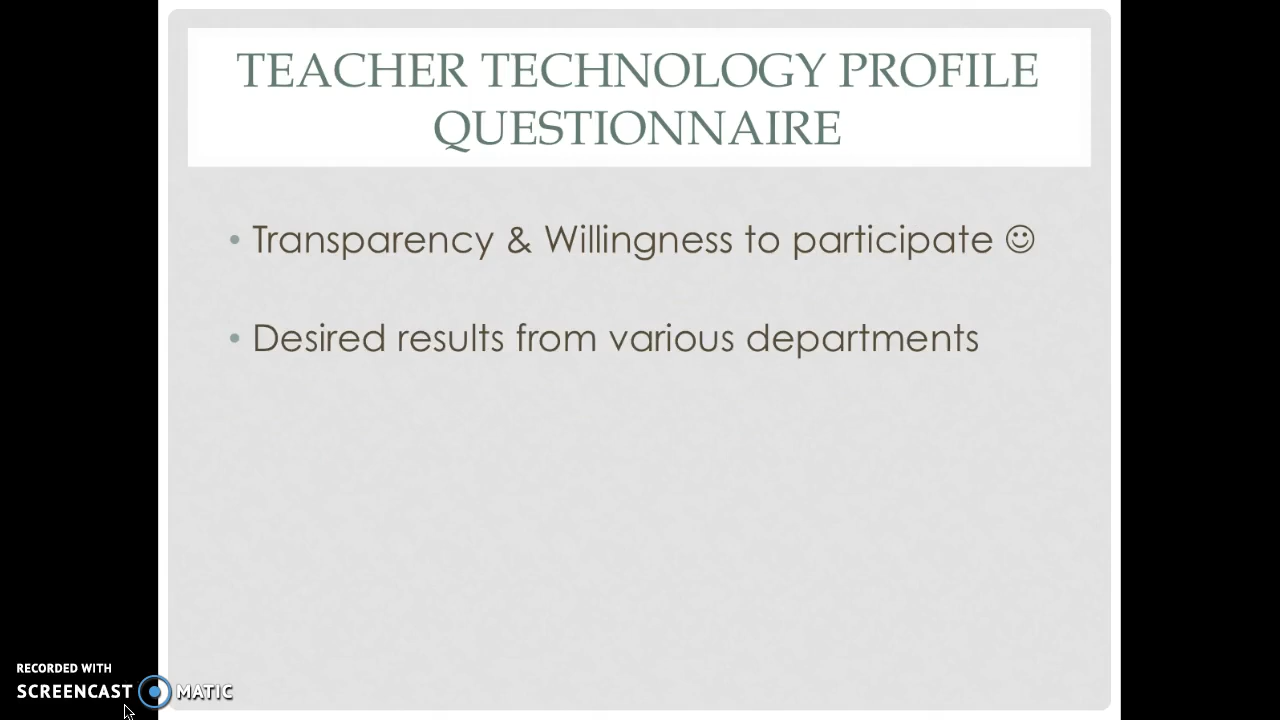 TEACHER TECHNOLOGY PROFILE
QUESTIONNAIRE
• Transparency & Willingness to participate ☺
• Desired results from various departments
RECORDED WITH
SCREENCAST MATIC